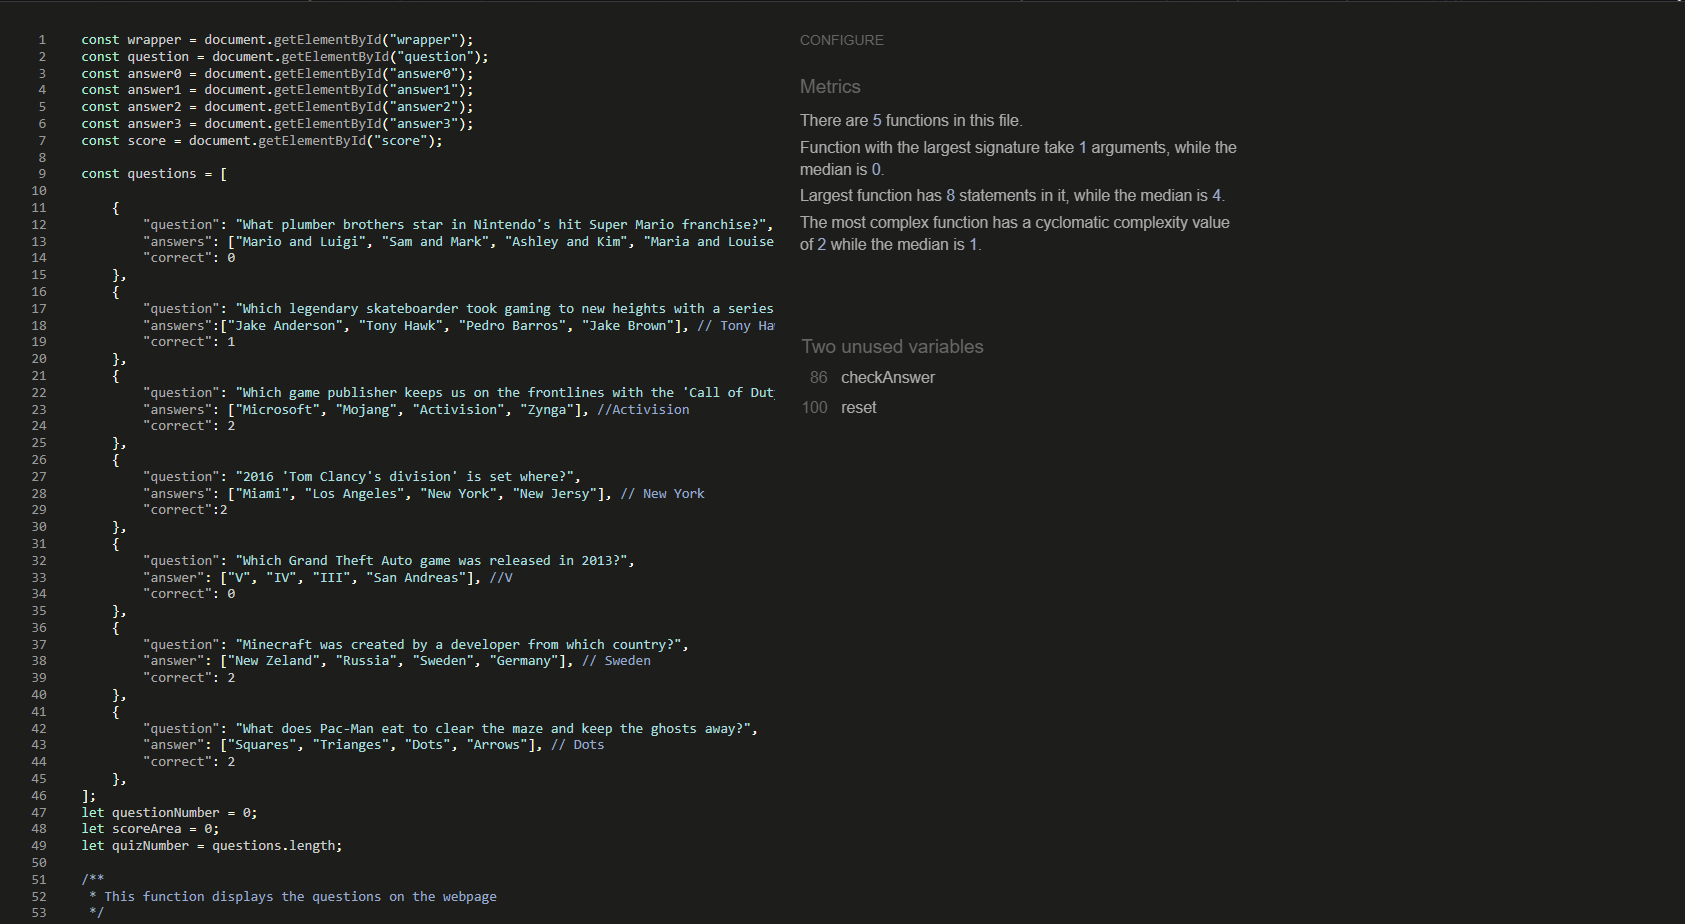 1 const wrapper = document.getElementById("wrapper");
2 const question = document.getElementById("question");
3 const answer0 = document.getElementById("answer0");
4 const answer1 = document.getElementById("answer1");
5 const answer2 = document.getElementById("answer2");
6 const answer3 = document.getElementById("answer3");
7 const score = document.getElementById("score");
8
9 const questions = [
10
11 {
12 "question": "What plumber brothers star in Nintendo's hit Super Mario franchise?",
13 "answers": ["Mario and Luigi", "Sam and Mark", "Ashley and Kim", "Maria and Louise
14 "correct": 0
15 },
16 {
17 "question": "Which legendary skateboarder took gaming to new heights with a series
18 "answers":["Jake Anderson", "Tony Hawk", "Pedro Barros", "Jake Brown"], // Tony Ha
19 "correct": 1
20 },
21 {
22 "question": "Which game publisher keeps us on the frontlines with the 'Call of Dut
23 "answers": ["Microsoft", "Mojang", "Activision", "Zynga"], //Activision
24 "correct": 2
25 },
26 {
27 "question": "2016 'Tom Clancy's division' is set where?",
28 "answers": ["Miami", "Los Angeles", "New York", "New Jersy"], // New York
29 "correct":2
30 },
31 {
32 "question": "Which Grand Theft Auto game was released in 2013?",
33 "answer": ["V", "IV", "III", "San Andreas"], //V
34 "correct": 0
35 },
36 {
37 "question": "Minecraft was created by a developer from which country?",
38 "answer": ["New Zeland", "Russia", "Sweden", "Germany"], // Sweden
39 "correct": 2
40 },
41 {
42 "question": "What does Pac-Man eat to clear the maze and keep the ghosts away?",
43 "answer": ["Squares", "Trianges", "Dots", "Arrows"], // Dots
44 "correct": 2
45 },
46 ];
47 let questionNumber = 0;
48 let scoreArea = 0;
49 let quizNumber = questions.length;
50
51 /**
52 * This function displays the questions on the webpage
53 */
CONFIGURE
Metrics
There are 5 functions in this file.
Function with the largest signature take 1 arguments, while the
median is 0.
Largest function has 8 statements in it, while the median is 4.
The most complex function has a cyclomatic complexity value
of 2 while the median is 1.
Two unused variables
86 checkAnswer
100 reset